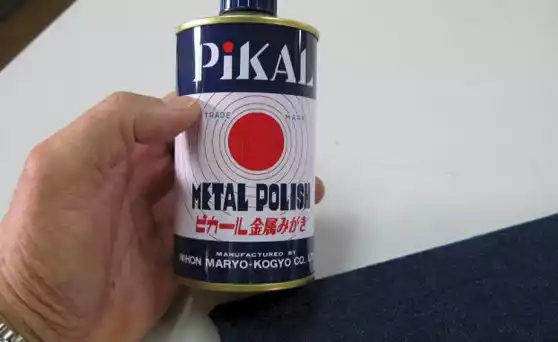 PiKAL
TRADE MARK
METAL POLISH
ピカール金属みがき
MANUFACTURED BY
NIHON MARYO-KOGYO CO.